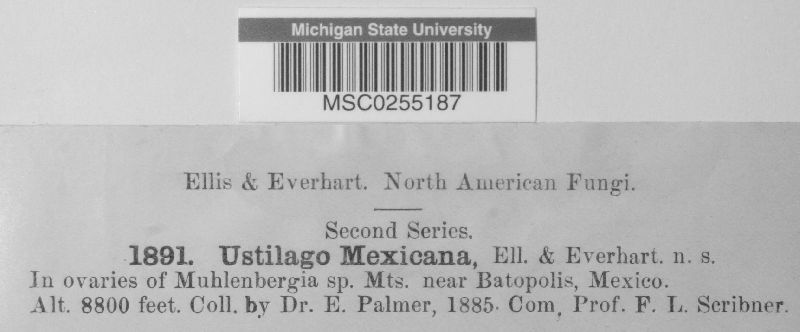 Michigan State University
MSC0255187
Ellis & Everhart. North American Fungi.
Second Series.
1891. Ustilago Mexicana, Ell. & Everhart. n. s.
In ovaries of Muhlenbergia sp. Mts. near Batopolis, Mexico.
Alt. 8800 feet. Coll. by Dr. E. Palmer, 1885. Com, Prof. F. L. Scribner.